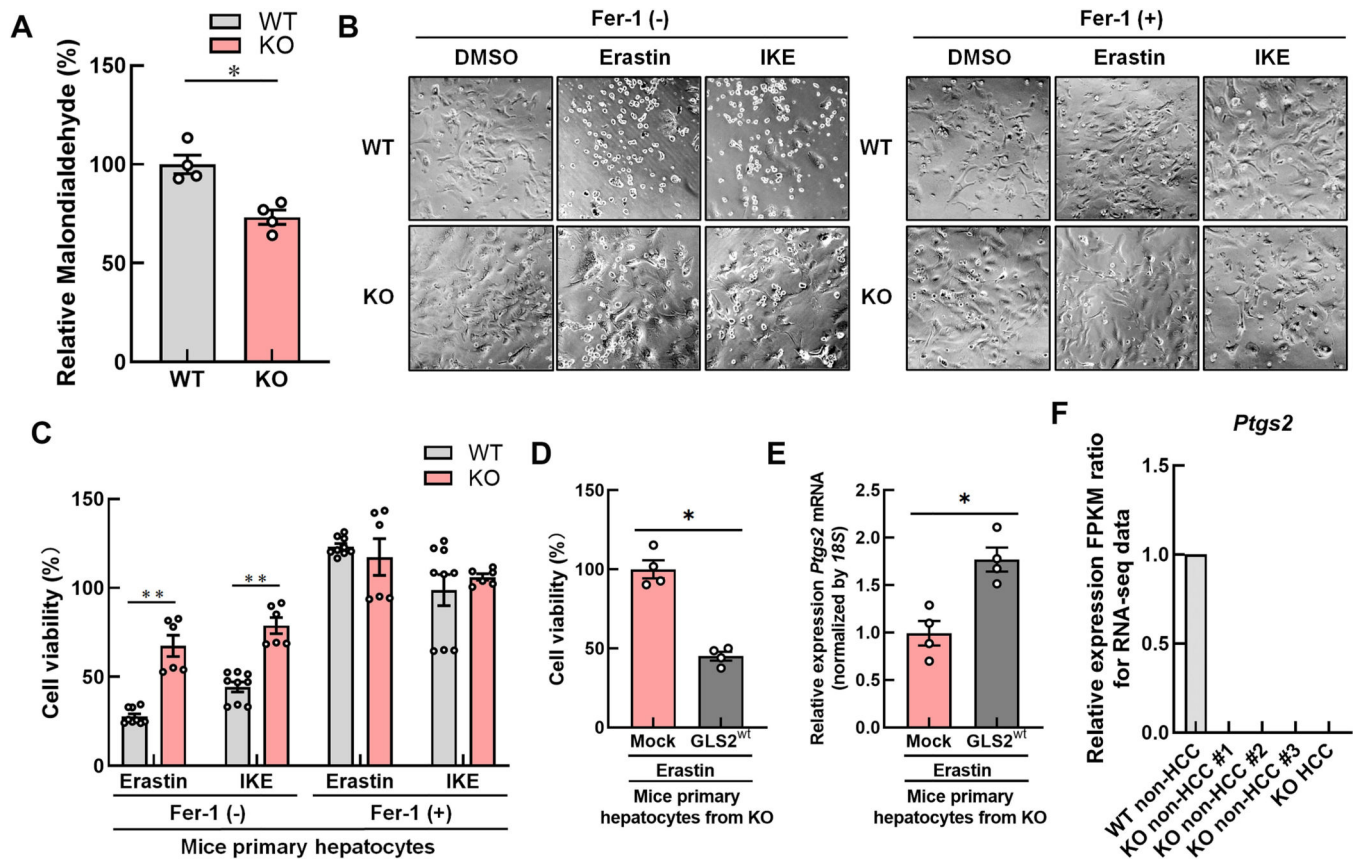 A
WT
KO
Relative Malondialdehyde (%)
150
100
50
0
*
WT
KO
B
Fer-1 (-)
Fer-1 (+)
DMSO
Erastin
IKE
DMSO
Erastin
IKE
WT
KO
WT
KO
C
WT
KO
Cell viability (%)
150
100
50
0
**
**
Erastin
IKE
Erastin
IKE
Fer-1 (-)
Fer-1 (+)
Mice primary hepatocytes
D
Cell viability (%)
150
100
50
0
*
Mock
GLS2wt
Erastin
Mice primary
hepatocytes from KO
E
Relative expression Ptgs2 mRNA
(normalized by 18S)
2.5
2.0
1.5
1.0
0.5
0.0
*
Mock
GLS2wt
Erastin
Mice primary
hepatocytes from KO
F
Ptgs2
Relative expression FPKM ratio
for RNA-seq data
1.5
1.0
0.5
0.0
WT non-HCC
KO non-HCC #1
KO non-HCC #2
KO non-HCC #3
KO HCC